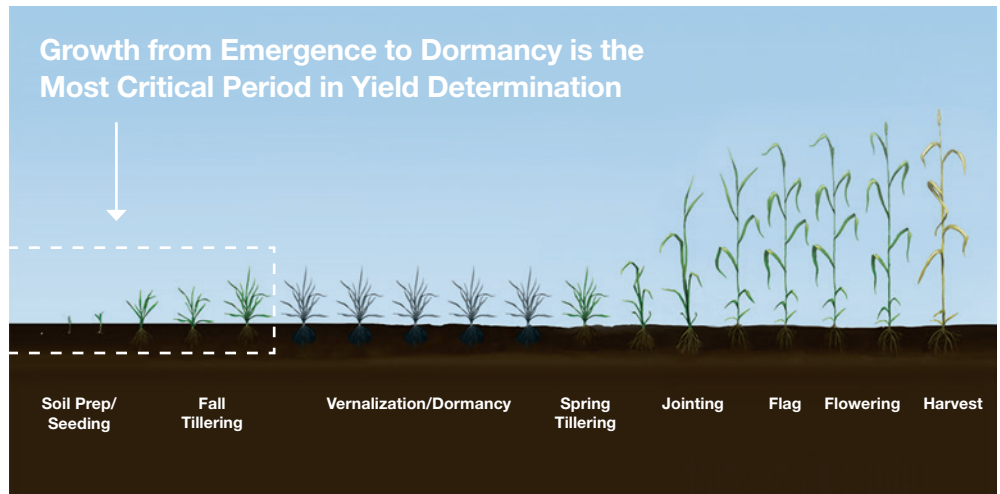 Growth from Emergence to Dormancy is the
Most Critical Period in Yield Determination
Soil Prep/
Seeding
Fall
Tillering
Vernalization/Dormancy
Spring
Tillering
Jointing
Flag
Flowering
Harvest